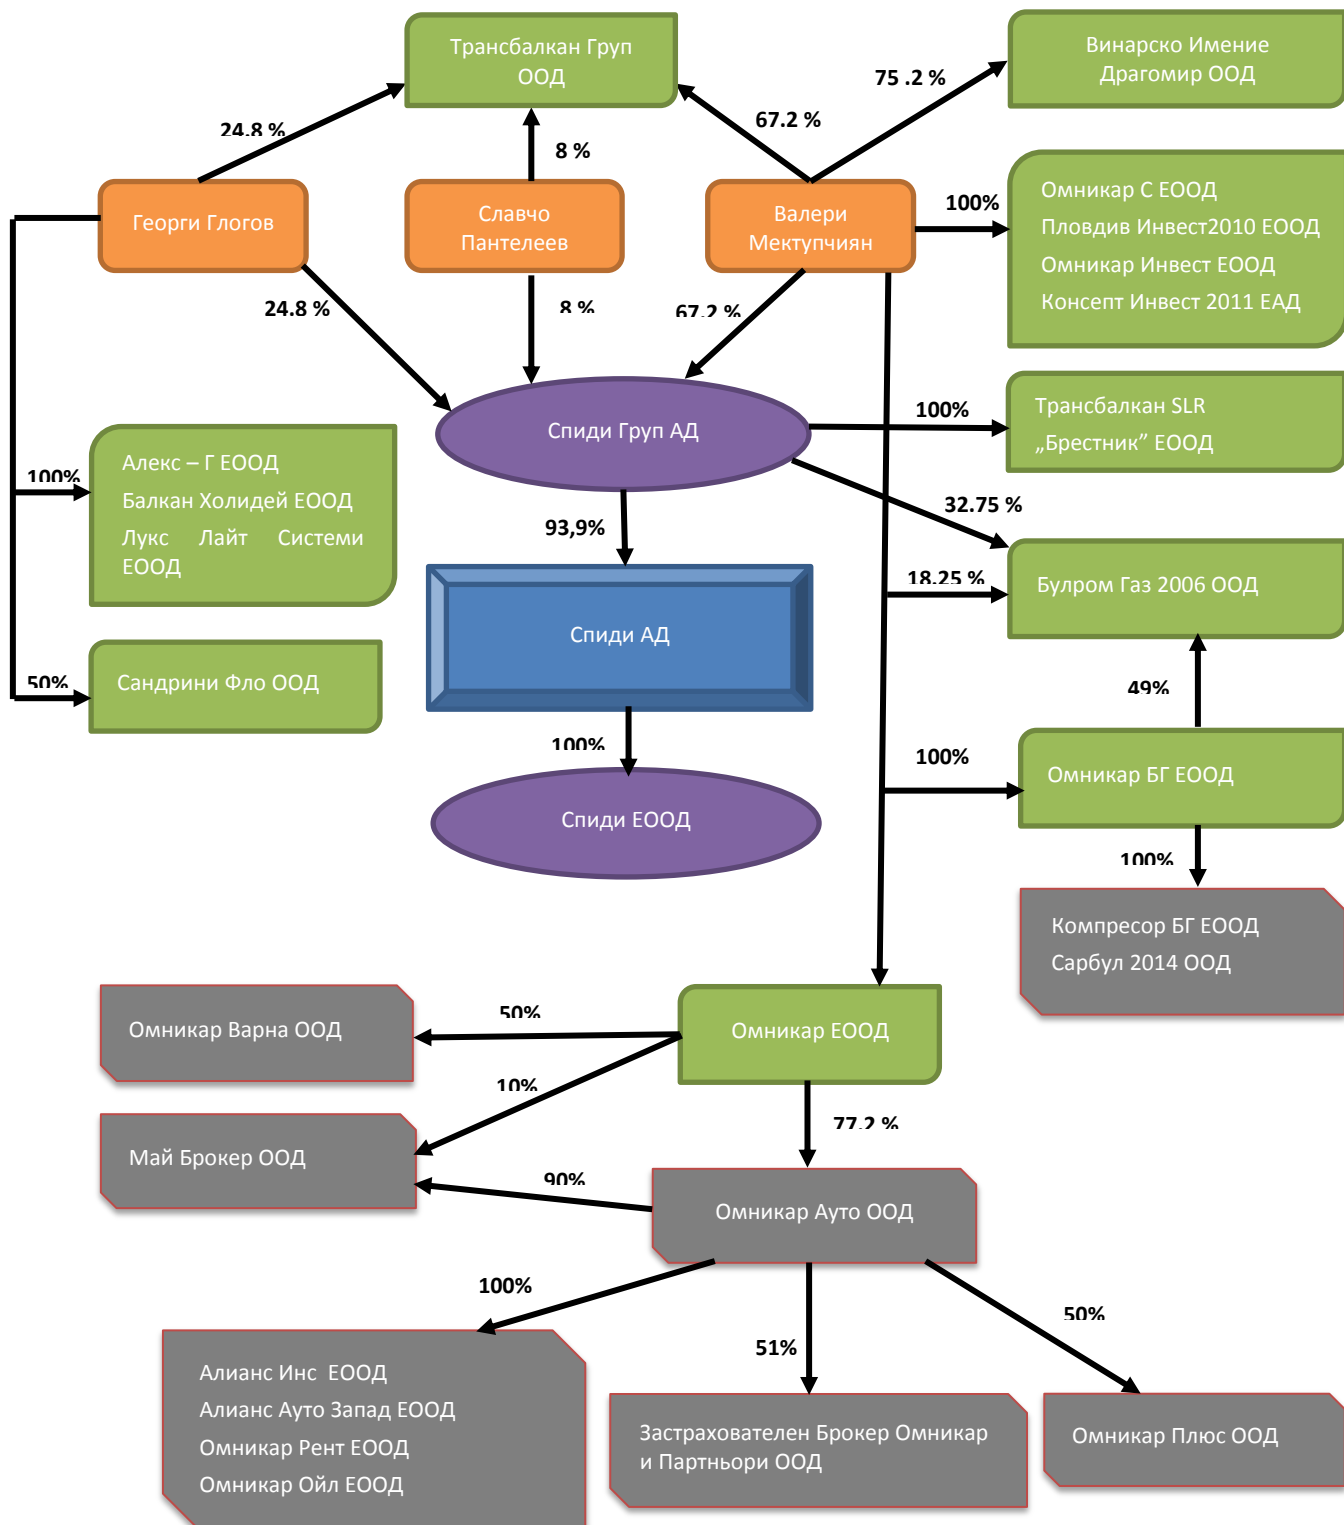 Трансбалкан Груп
ООД
Винарско Имение
Драгомир ООД
75 .2 %
24.8 %
67.2 %
8 %
Георги Глогов
Славчо
Пантелеев
Валери
Мектупчиян
100%
Омникар С ЕООД
Пловдив Инвест2010 ЕООД
Омникар Инвест ЕООД
Консепт Инвест 2011 ЕАД
24.8 %
8 %
67.2 %
Спиди Груп АД
100%
Трансбалкан SLR
„Брестник” ЕООД
100%
Алекс – Г ЕООД
Балкан Холидей ЕООД
Лукс Лайт Системи
ЕООД
93,9%
32.75 %
18.25 %
Булром Газ 2006 ООД
Спиди АД
50%
Сандрини Фло ООД
49%
100%
100%
Омникар БГ ЕООД
Спиди ЕООД
100%
Компресор БГ ЕООД
Сарбул 2014 ООД
Омникар Варна ООД
50%
Омникар ЕООД
10%
77.2 %
Май Брокер ООД
90%
Омникар Ауто ООД
100%
51%
50%
Алианс Инс ЕООД
Алианс Ауто Запад ЕООД
Омникар Рент ЕООД
Омникар Ойл ЕООД
Застрахователен Брокер Омникар
и Партньори ООД
Омникар Плюс ООД